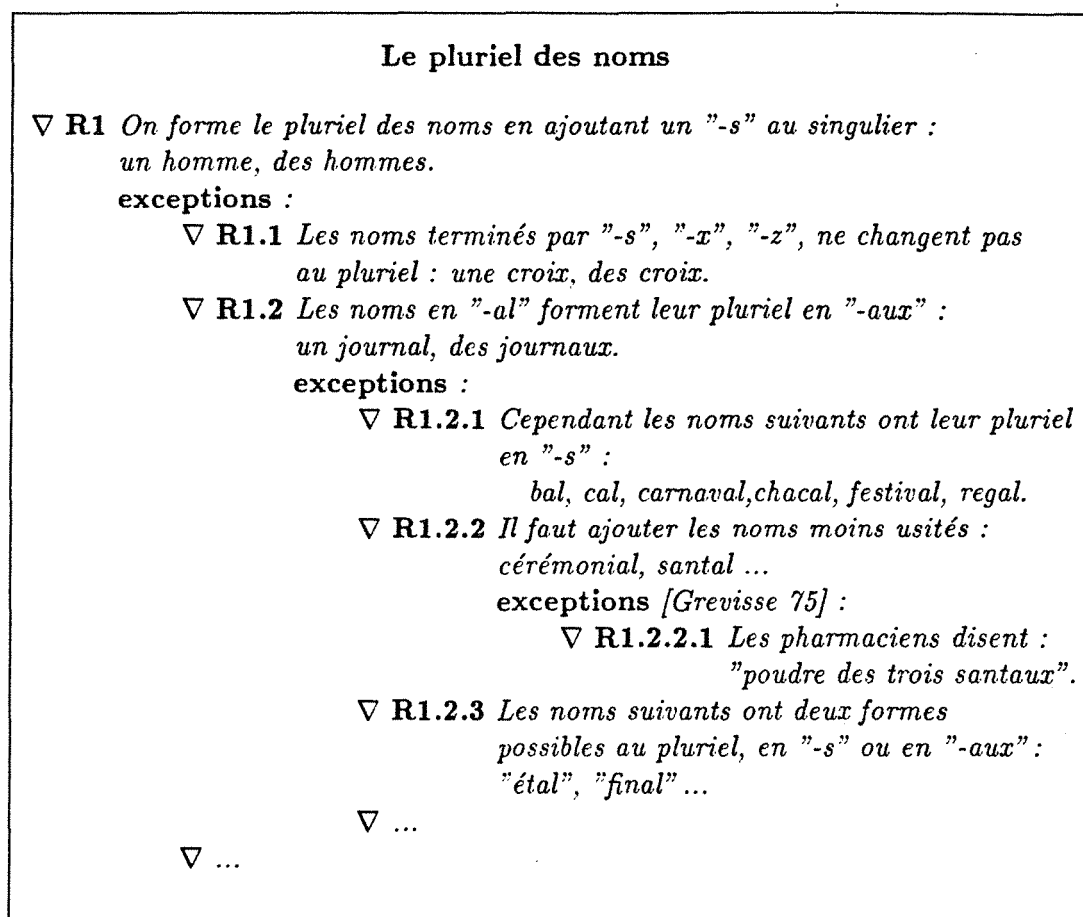 Le pluriel des noms
∇ R1 On forme le pluriel des noms en ajoutant un "-s" au singulier :
un homme, des hommes.
exceptions :
∇ R1.1 Les noms terminés par "-s", "-x", "-z", ne changent pas
au pluriel : une croix, des croix.
∇ R1.2 Les noms en "-al" forment leur pluriel en "-aux" :
un journal, des journaux.
exceptions :
∇ R1.2.1 Cependant les noms suivants ont leur pluriel
en "-s" :
bal, cal, carnaval,chacal, festival, regal.
∇ R1.2.2 Il faut ajouter les noms moins usités :
cérémonial, santal ...
exceptions [Grevisse 75] :
∇ R1.2.2.1 Les pharmaciens disent :
"poudre des trois santaux".
∇ R1.2.3 Les noms suivants ont deux formes
possibles au pluriel, en "-s" ou en "-aux" :
"étal", "final" ...
∇ ...
∇ ...